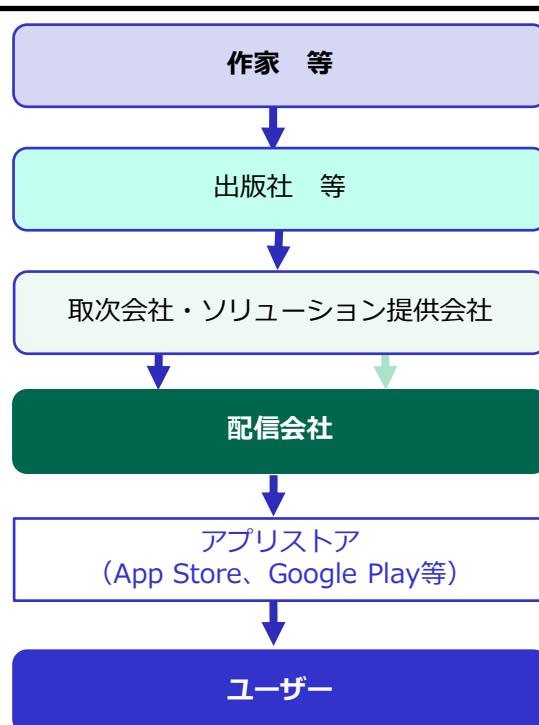 作家　等
出版社　等
取次会社・ソリューション提供会社
配信会社
アプリストア
（App Store、Google Play等）
ユーザー